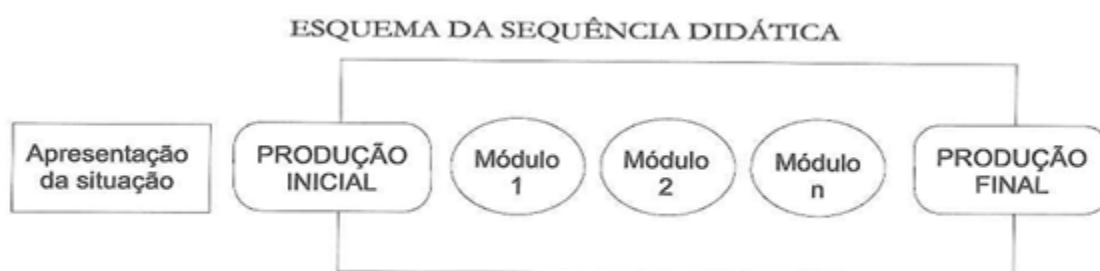 ESQUEMA DA SEQUÊNCIA DIDÁTICA
Apresentação
da situação
PRODUÇÃO
INICIAL
Módulo
1
Módulo
2
Módulo
n
PRODUÇÃO
FINAL